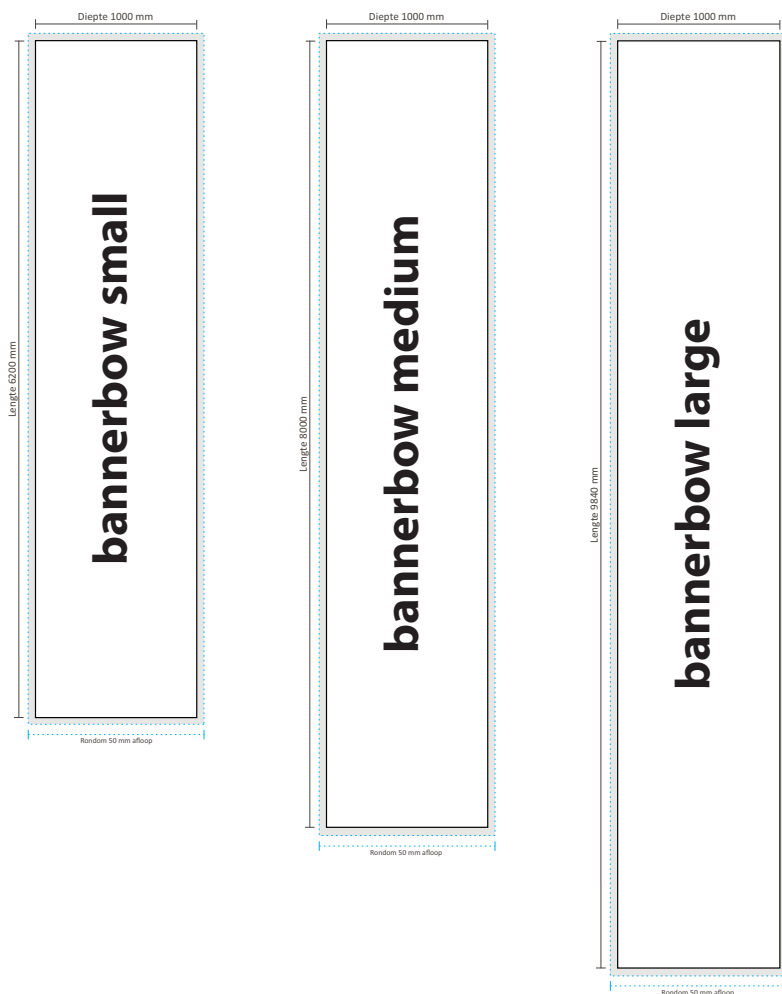 Diepte 1000 mm
Lengte 6200 mm
bannerbow small
Rondom 50 mm afloop
Diepte 1000 mm
Lengte 8000 mm
bannerbow medium
Rondom 50 mm afloop
Diepte 1000 mm
Lengte 9840 mm
bannerbow large
Rondom 50 mm afloop